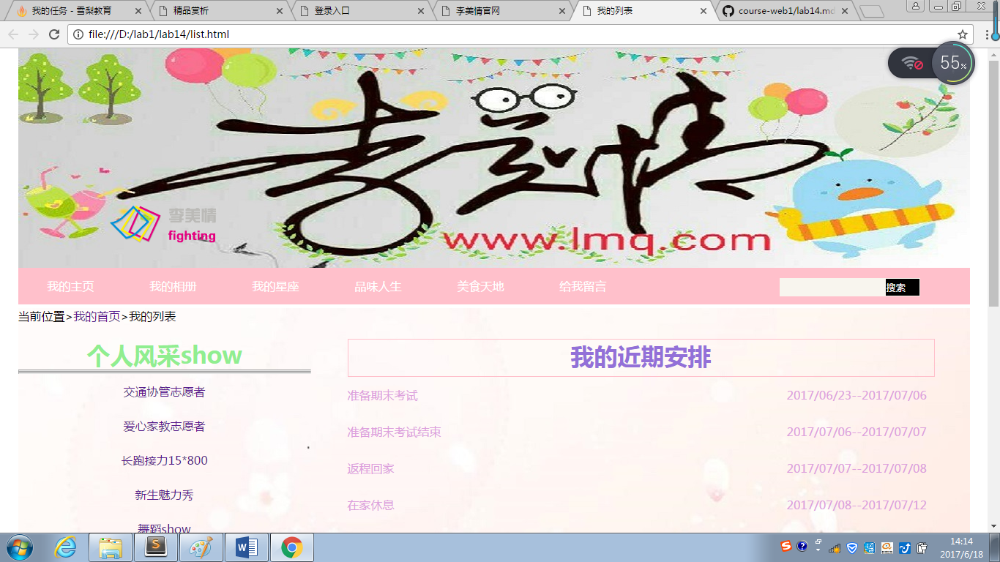 我的任务 - 雪梨教育
精品赏析
登录入口
李美情官网
我的列表
course-web1/lab14.md
file:///D:/lab1/lab14/list.html
55%
李美情
李美情
fighting
www.lmq.com
我的主页
我的相册
我的星座
品味人生
美食天地
给我留言
搜索
当前位置>我的首页>我的列表
个人风采show
交通协管志愿者
爱心家教志愿者
长跑接力15*800
新生魅力秀
舞蹈show
我的近期安排
准备期末考试 2017/06/23--2017/07/06
准备期末考试结束 2017/07/06--2017/07/07
返程回家 2017/07/07--2017/07/08
在家休息 2017/07/08--2017/07/12
14:14
2017/6/18